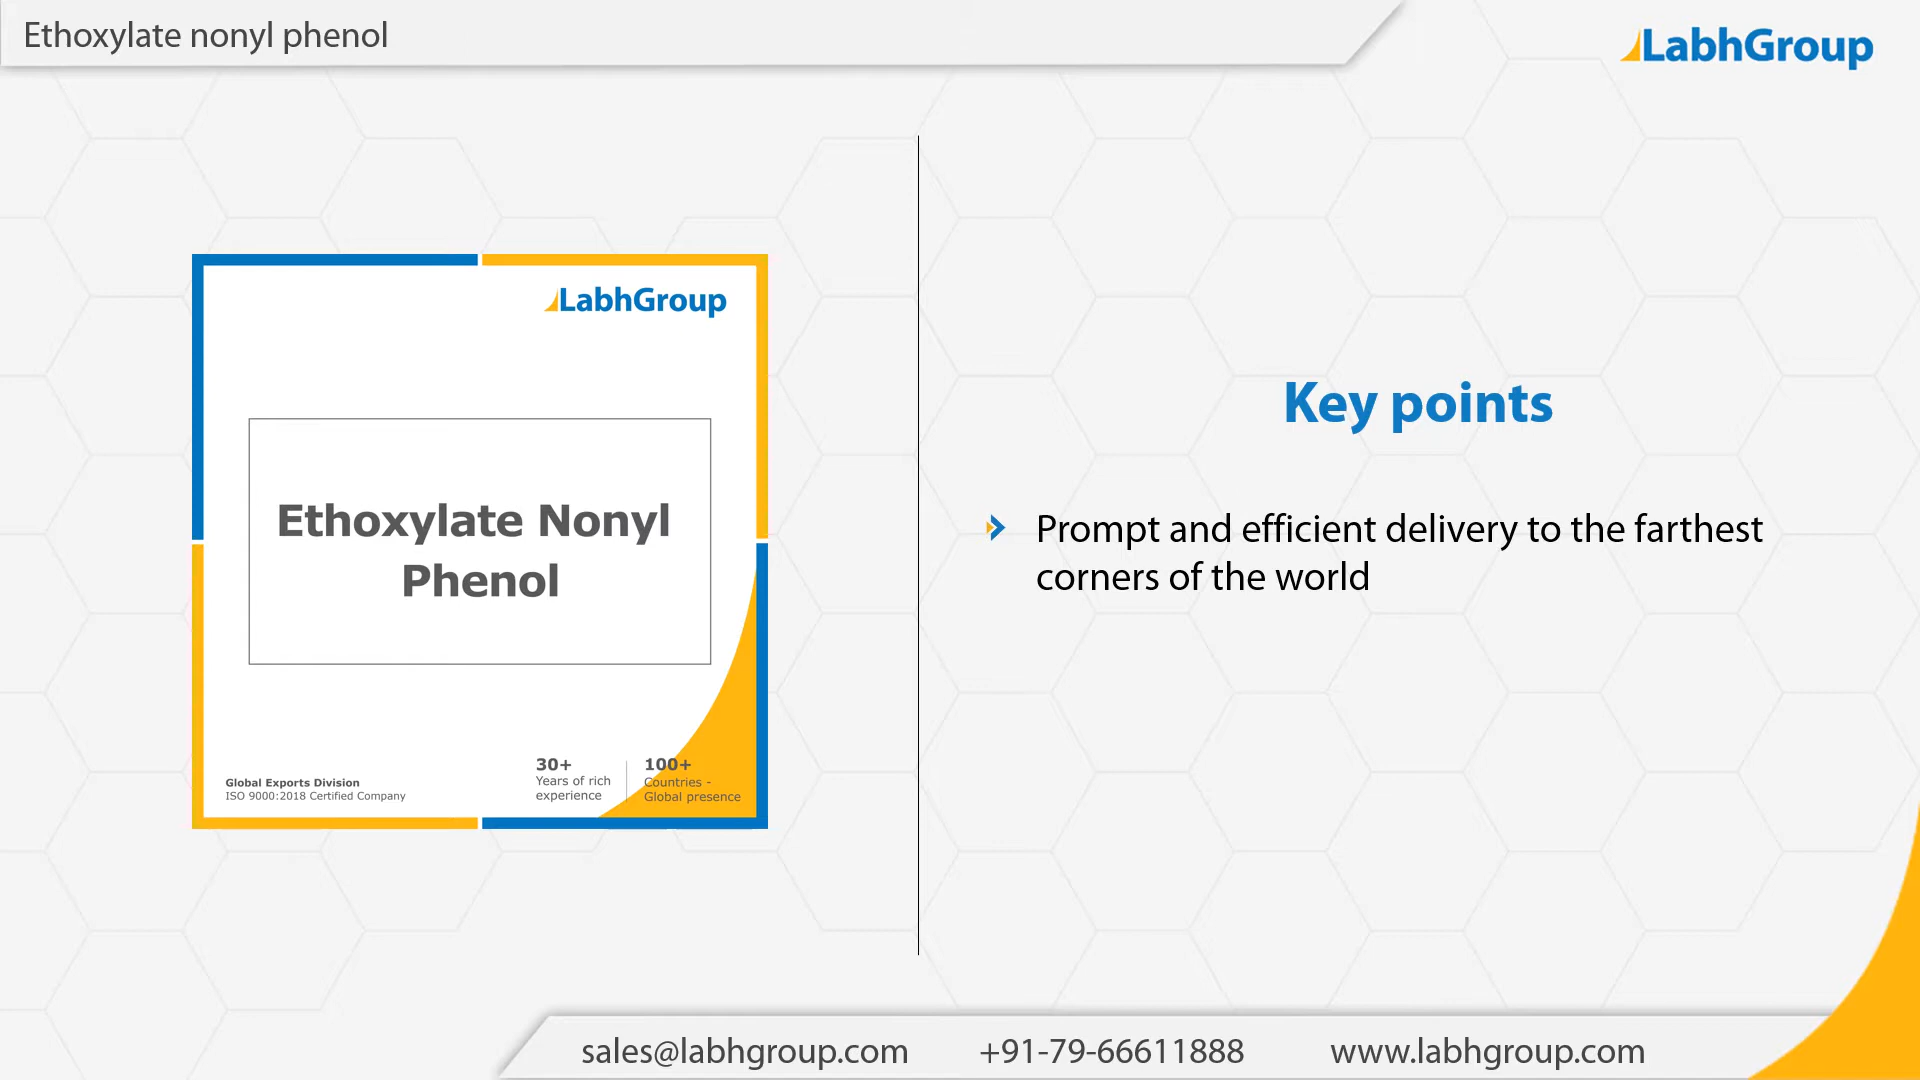 Ethoxylate nonyl phenol
LabhGroup
LabhGroup
Ethoxylate Nonyl
Phenol
Global Exports Division
ISO 9000:2018 Certified Company
30+
Years of rich
experience
100+
Countries -
Global presence
Key points
Prompt and efficient delivery to the farthest
corners of the world
sales@labhgroup.com +91-79-66611888 www.labhgroup.com